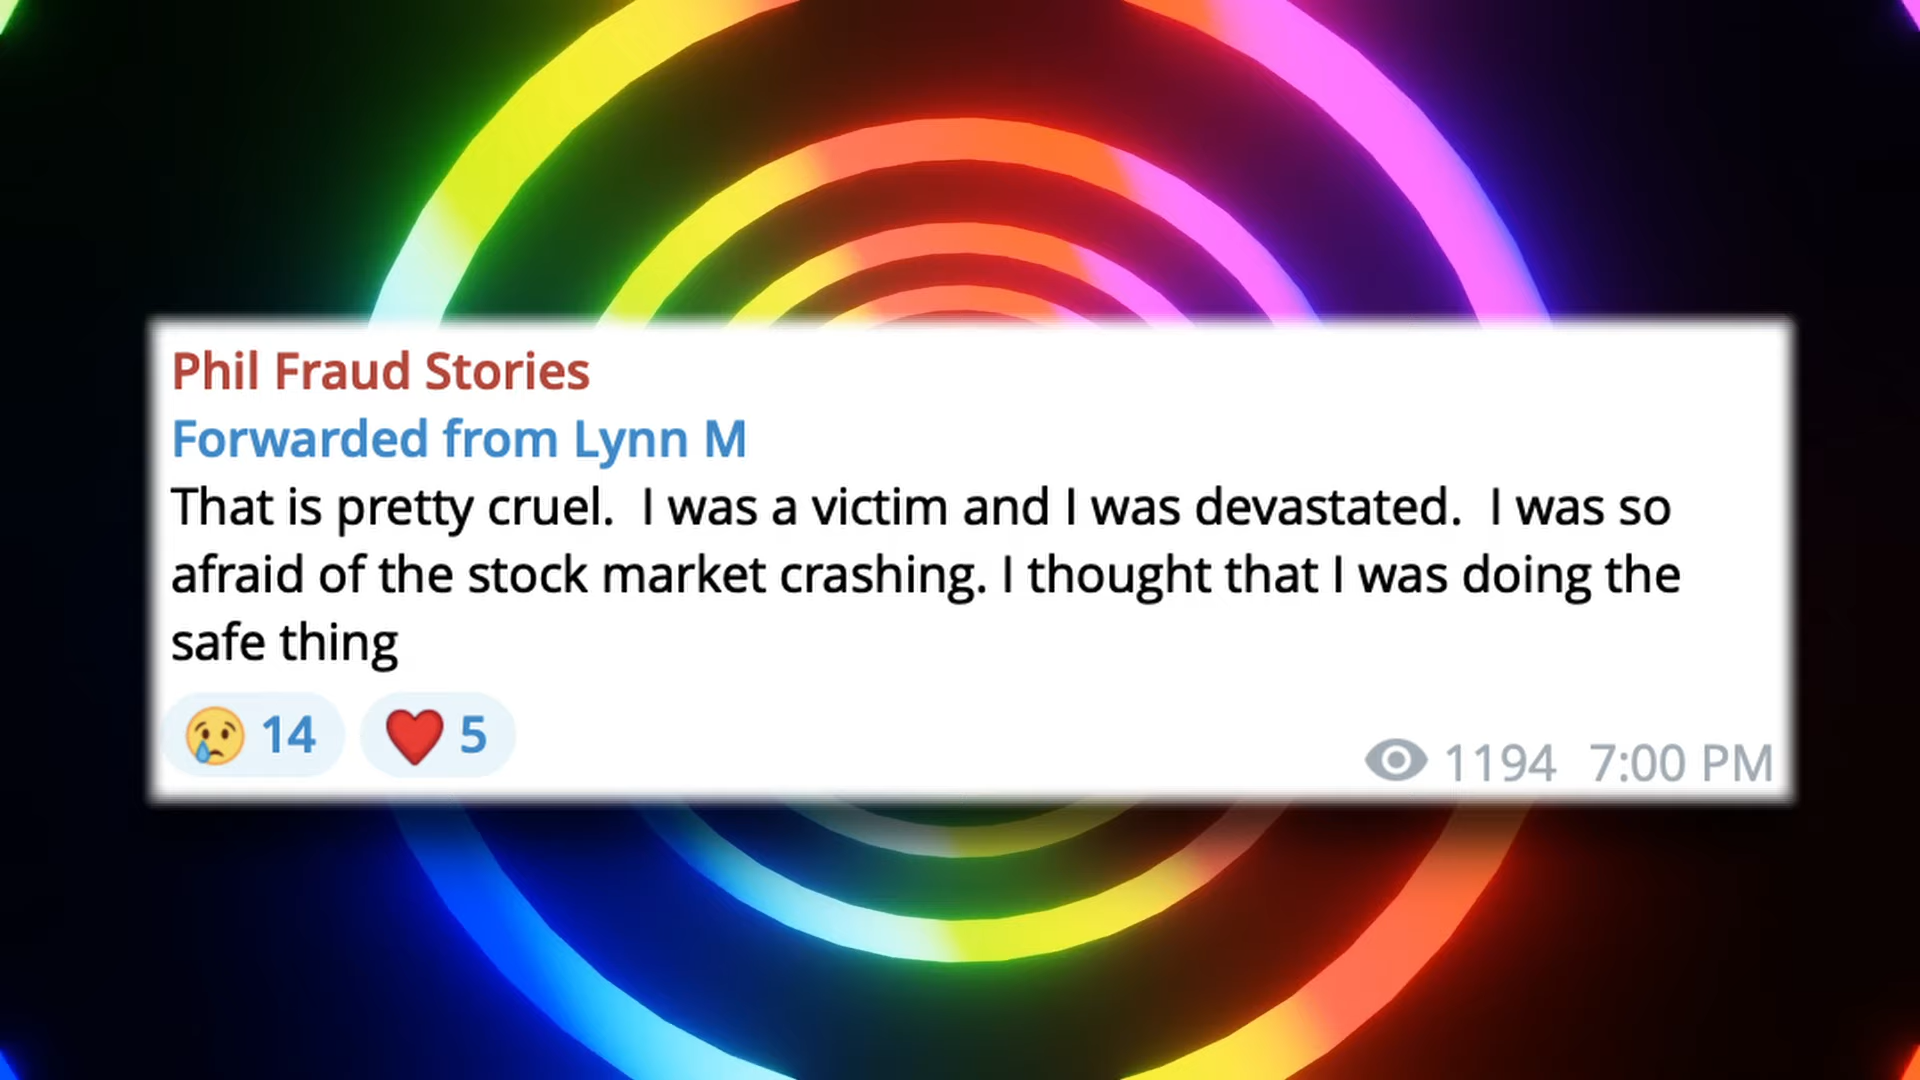 Phil Fraud Stories
Forwarded from Lynn M
That is pretty cruel.  I was a victim and I was devastated.  I was so
afraid of the stock market crashing. I thought that I was doing the
safe thing
😢 14 ❤️ 5
1194 7:00 PM